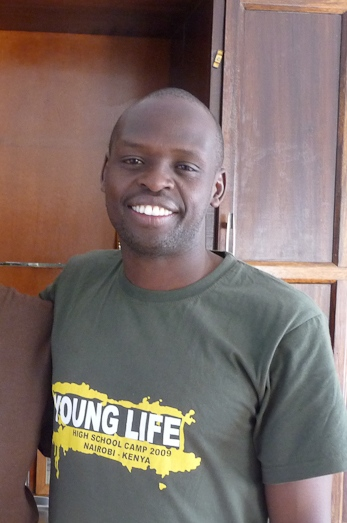 YOUNG LIFE
HIGH SCHOOL CAMP 2009
NAIROBI - KENYA